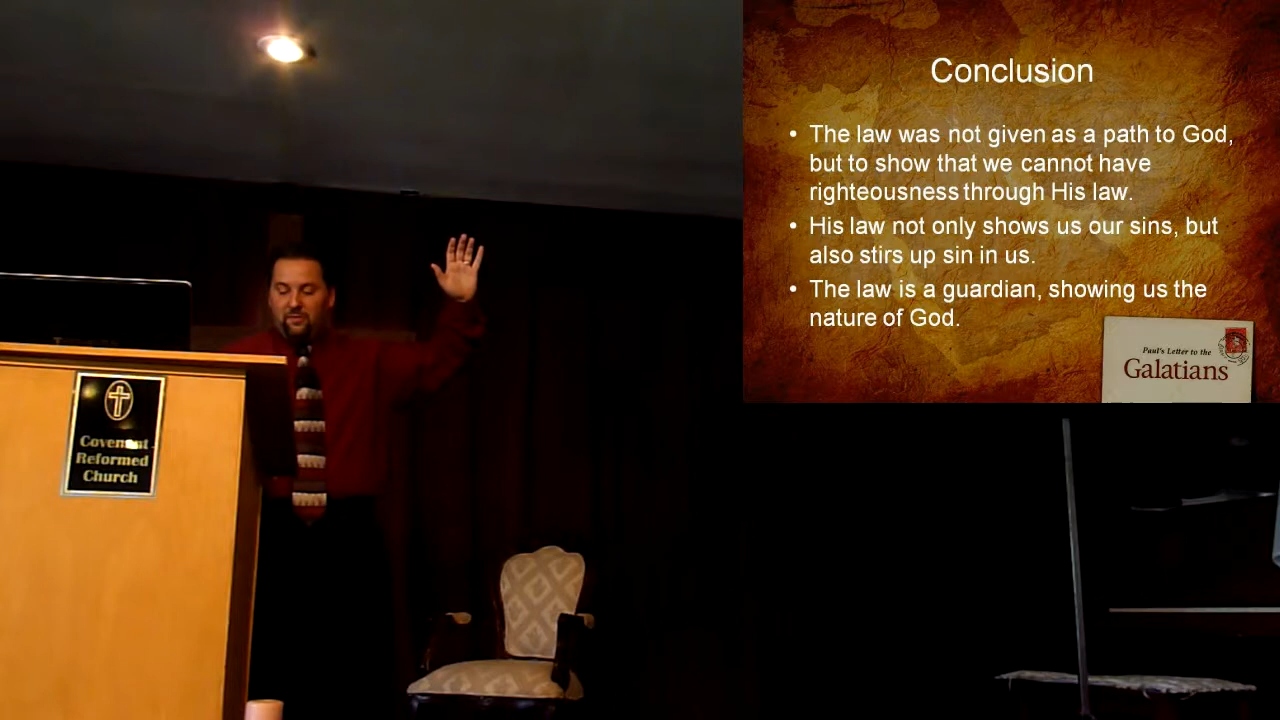 Conclusion
• The law was not given as a path to God,
but to show that we cannot have
righteousness through His law.
• His law not only shows us our sins, but
also stirs up sin in us.
• The law is a guardian, showing us the
nature of God.
Paul's Letter to the
Galatians
Covenant
Reformed
Church